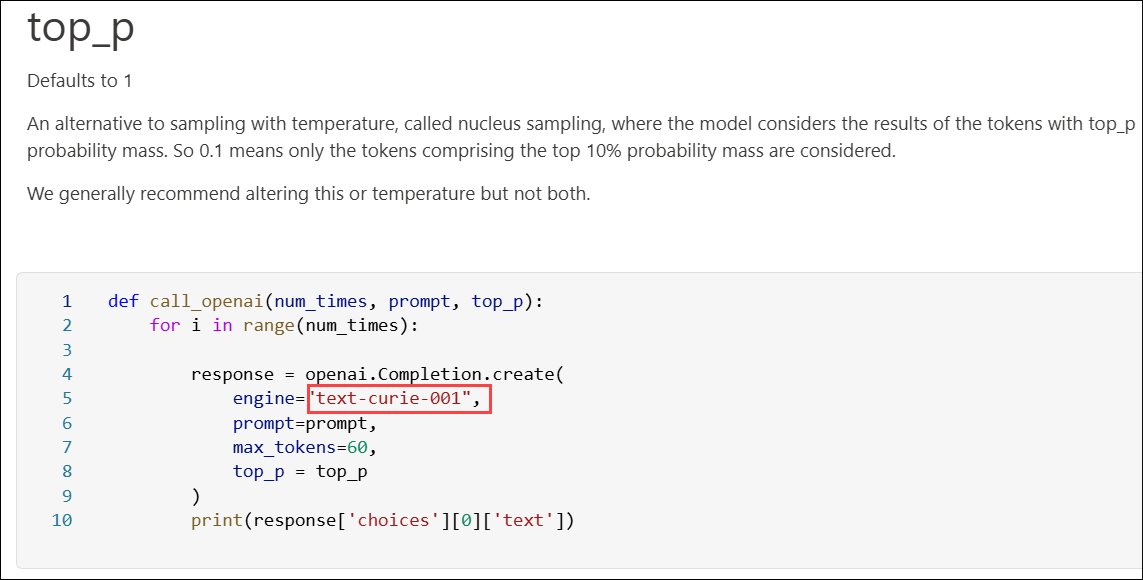 top_p
Defaults to 1
An alternative to sampling with temperature, called nucleus sampling, where the model considers the results of the tokens with top_p
probability mass. So 0.1 means only the tokens comprising the top 10% probability mass are considered.
We generally recommend altering this or temperature but not both.
1 def call_openai(num_times, prompt, top_p):
2 for i in range(num_times):
3
4 response = openai.Completion.create(
5 engine="text-curie-001",
6 prompt=prompt,
7 max_tokens=60,
8 top_p = top_p
9 )
10 print(response['choices'][0]['text'])